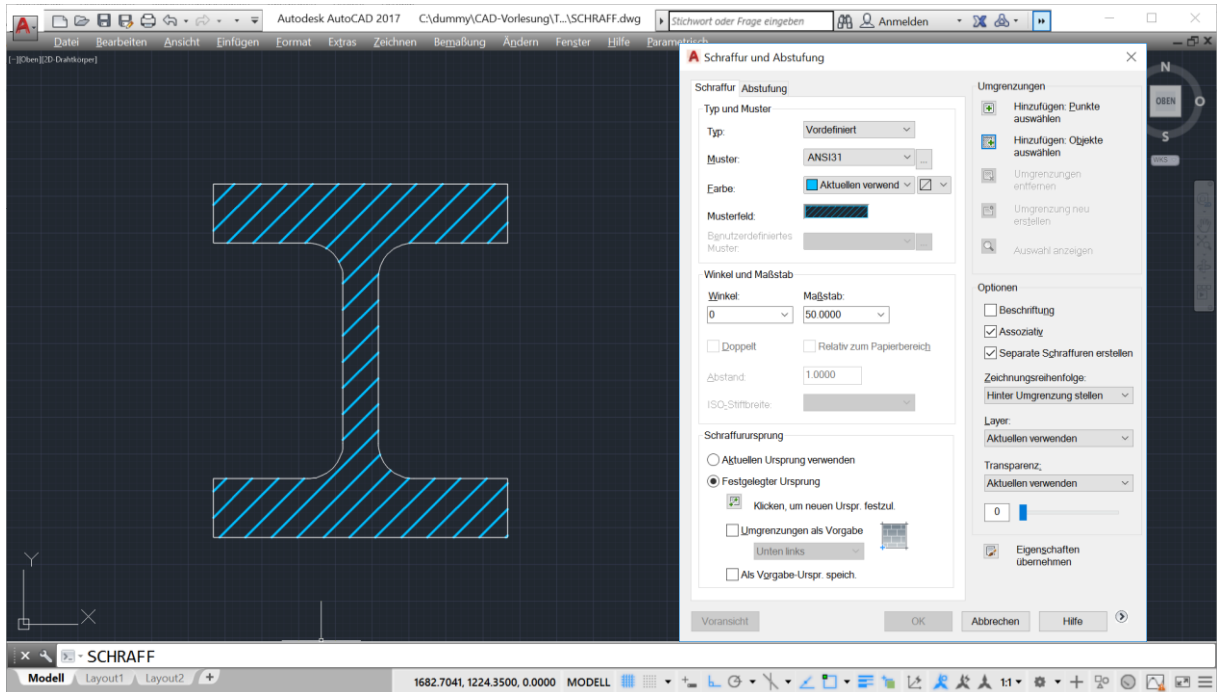 A
Autodesk AutoCAD 2017 C:\dummy\CAD-Vorlesung\T...\SCHRAFF.dwg Stichwort oder Frage eingeben Anmelden
Datei Bearbeiten Ansicht Einfügen Format Extras Zeichnen Bemaßung Ändern Fenster Hilfe Parametrisch
[-][Oben][2D-Drahtkörper]
N
OBEN
O
S
WKS
A Schraffur und Abstufung
Schraffur Abstufung
Typ und Muster
Typ: Vordefiniert
Muster: ANSI31 ...
Farbe: Aktuellen verwend
Musterfeld:
Benutzerdefiniertes
Muster: ...
Winkel und Maßstab
Winkel: Maßstab:
0 50.0000
Doppelt Relativ zum Papierbereich
Abstand: 1.0000
ISO-Stiftbreite:
Schraffurursprung
Aktuellen Ursprung verwenden
Festgelegter Ursprung
Klicken, um neuen Urspr. festzul.
Umgrenzungen als Vorgabe
Unten links
Als Vorgabe-Urspr. speich.
Umgrenzungen
Hinzufügen: Punkte
auswählen
Hinzufügen: Objekte
auswählen
Umgrenzungen
entfernen
Umgrenzung neu
erstellen
Auswahl anzeigen
Optionen
Beschriftung
Assoziativ
Separate Schraffuren erstellen
Zeichnungsreihenfolge:
Hinter Umgrenzung stellen
Layer:
Aktuellen verwenden
Transparenz:
Aktuellen verwenden
0
Eigenschaften
übernehmen
Voransicht OK Abbrechen Hilfe
Y
X
SCHRAFF
Modell Layout1 Layout2 + 1682.7041, 1224.3500, 0.0000 MODELL 1:1